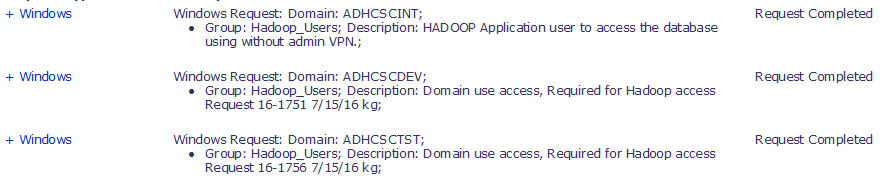 + Windows Windows Request: Domain: ADHCSCINT; Request Completed
• Group: Hadoop_Users; Description: HADOOP Application user to access the database
using without admin VPN.;
+ Windows Windows Request: Domain: ADHCSCDEV; Request Completed
• Group: Hadoop_Users; Description: Domain use access, Required for Hadoop access
Request 16-1751 7/15/16 kg;
+ Windows Windows Request: Domain: ADHCSCTST; Request Completed
• Group: Hadoop_Users; Description: Domain use access, Required for Hadoop access
Request 16-1756 7/15/16 kg;